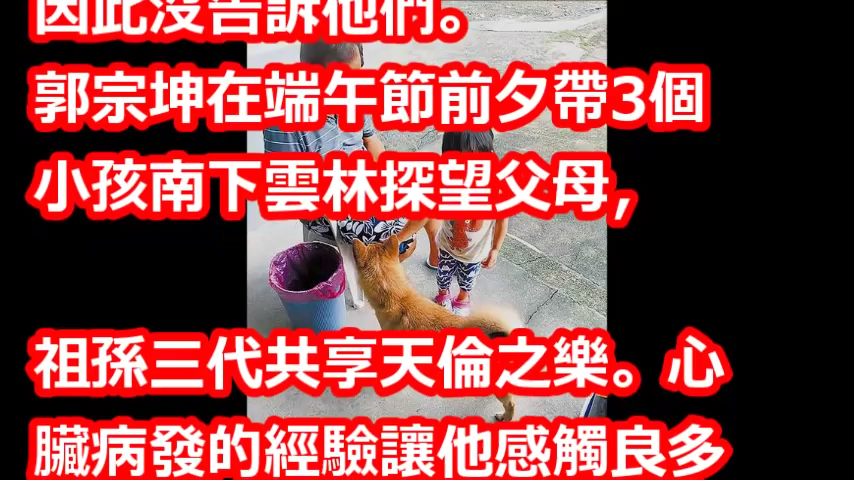 因此沒告訴他們。
郭宗坤在端午節前夕帶3個
小孩南下雲林探望父母，
祖孫三代共享天倫之樂。心
臟病發的經驗讓他感觸良多